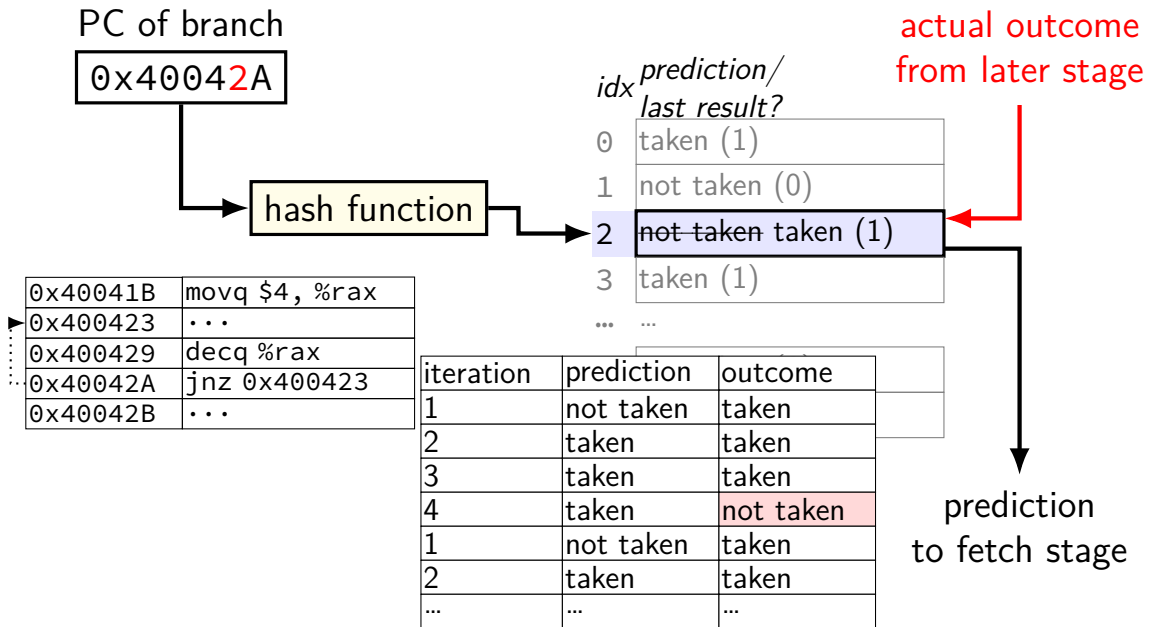 PC of branch
0x40042A
hash function
idx prediction/
last result?
0 taken (1)
1 not taken (0)
2 not taken taken (1)
3 taken (1)
... ...
actual outcome
from later stage
prediction
to fetch stage
0x40041B movq $4, %rax
0x400423 ...
0x400429 decq %rax
0x40042A jnz 0x400423
0x40042B ...
iteration prediction outcome
1 not taken taken
2 taken taken
3 taken taken
4 taken not taken
1 not taken taken
2 taken taken
... ... ...